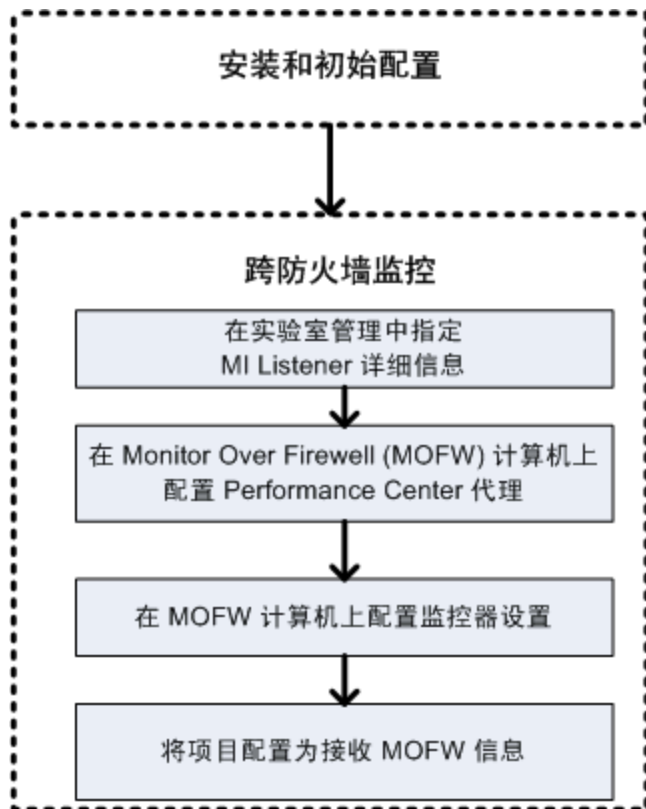 安装和初始配置
跨防火墙监控
在实验室管理中指定
MI Listener 详细信息
在 Monitor Over Firewell (MOFW) 计算机上
配置 Performance Center 代理
在 MOFW 计算机上配置监控器设置
将项目配置为接收 MOFW 信息